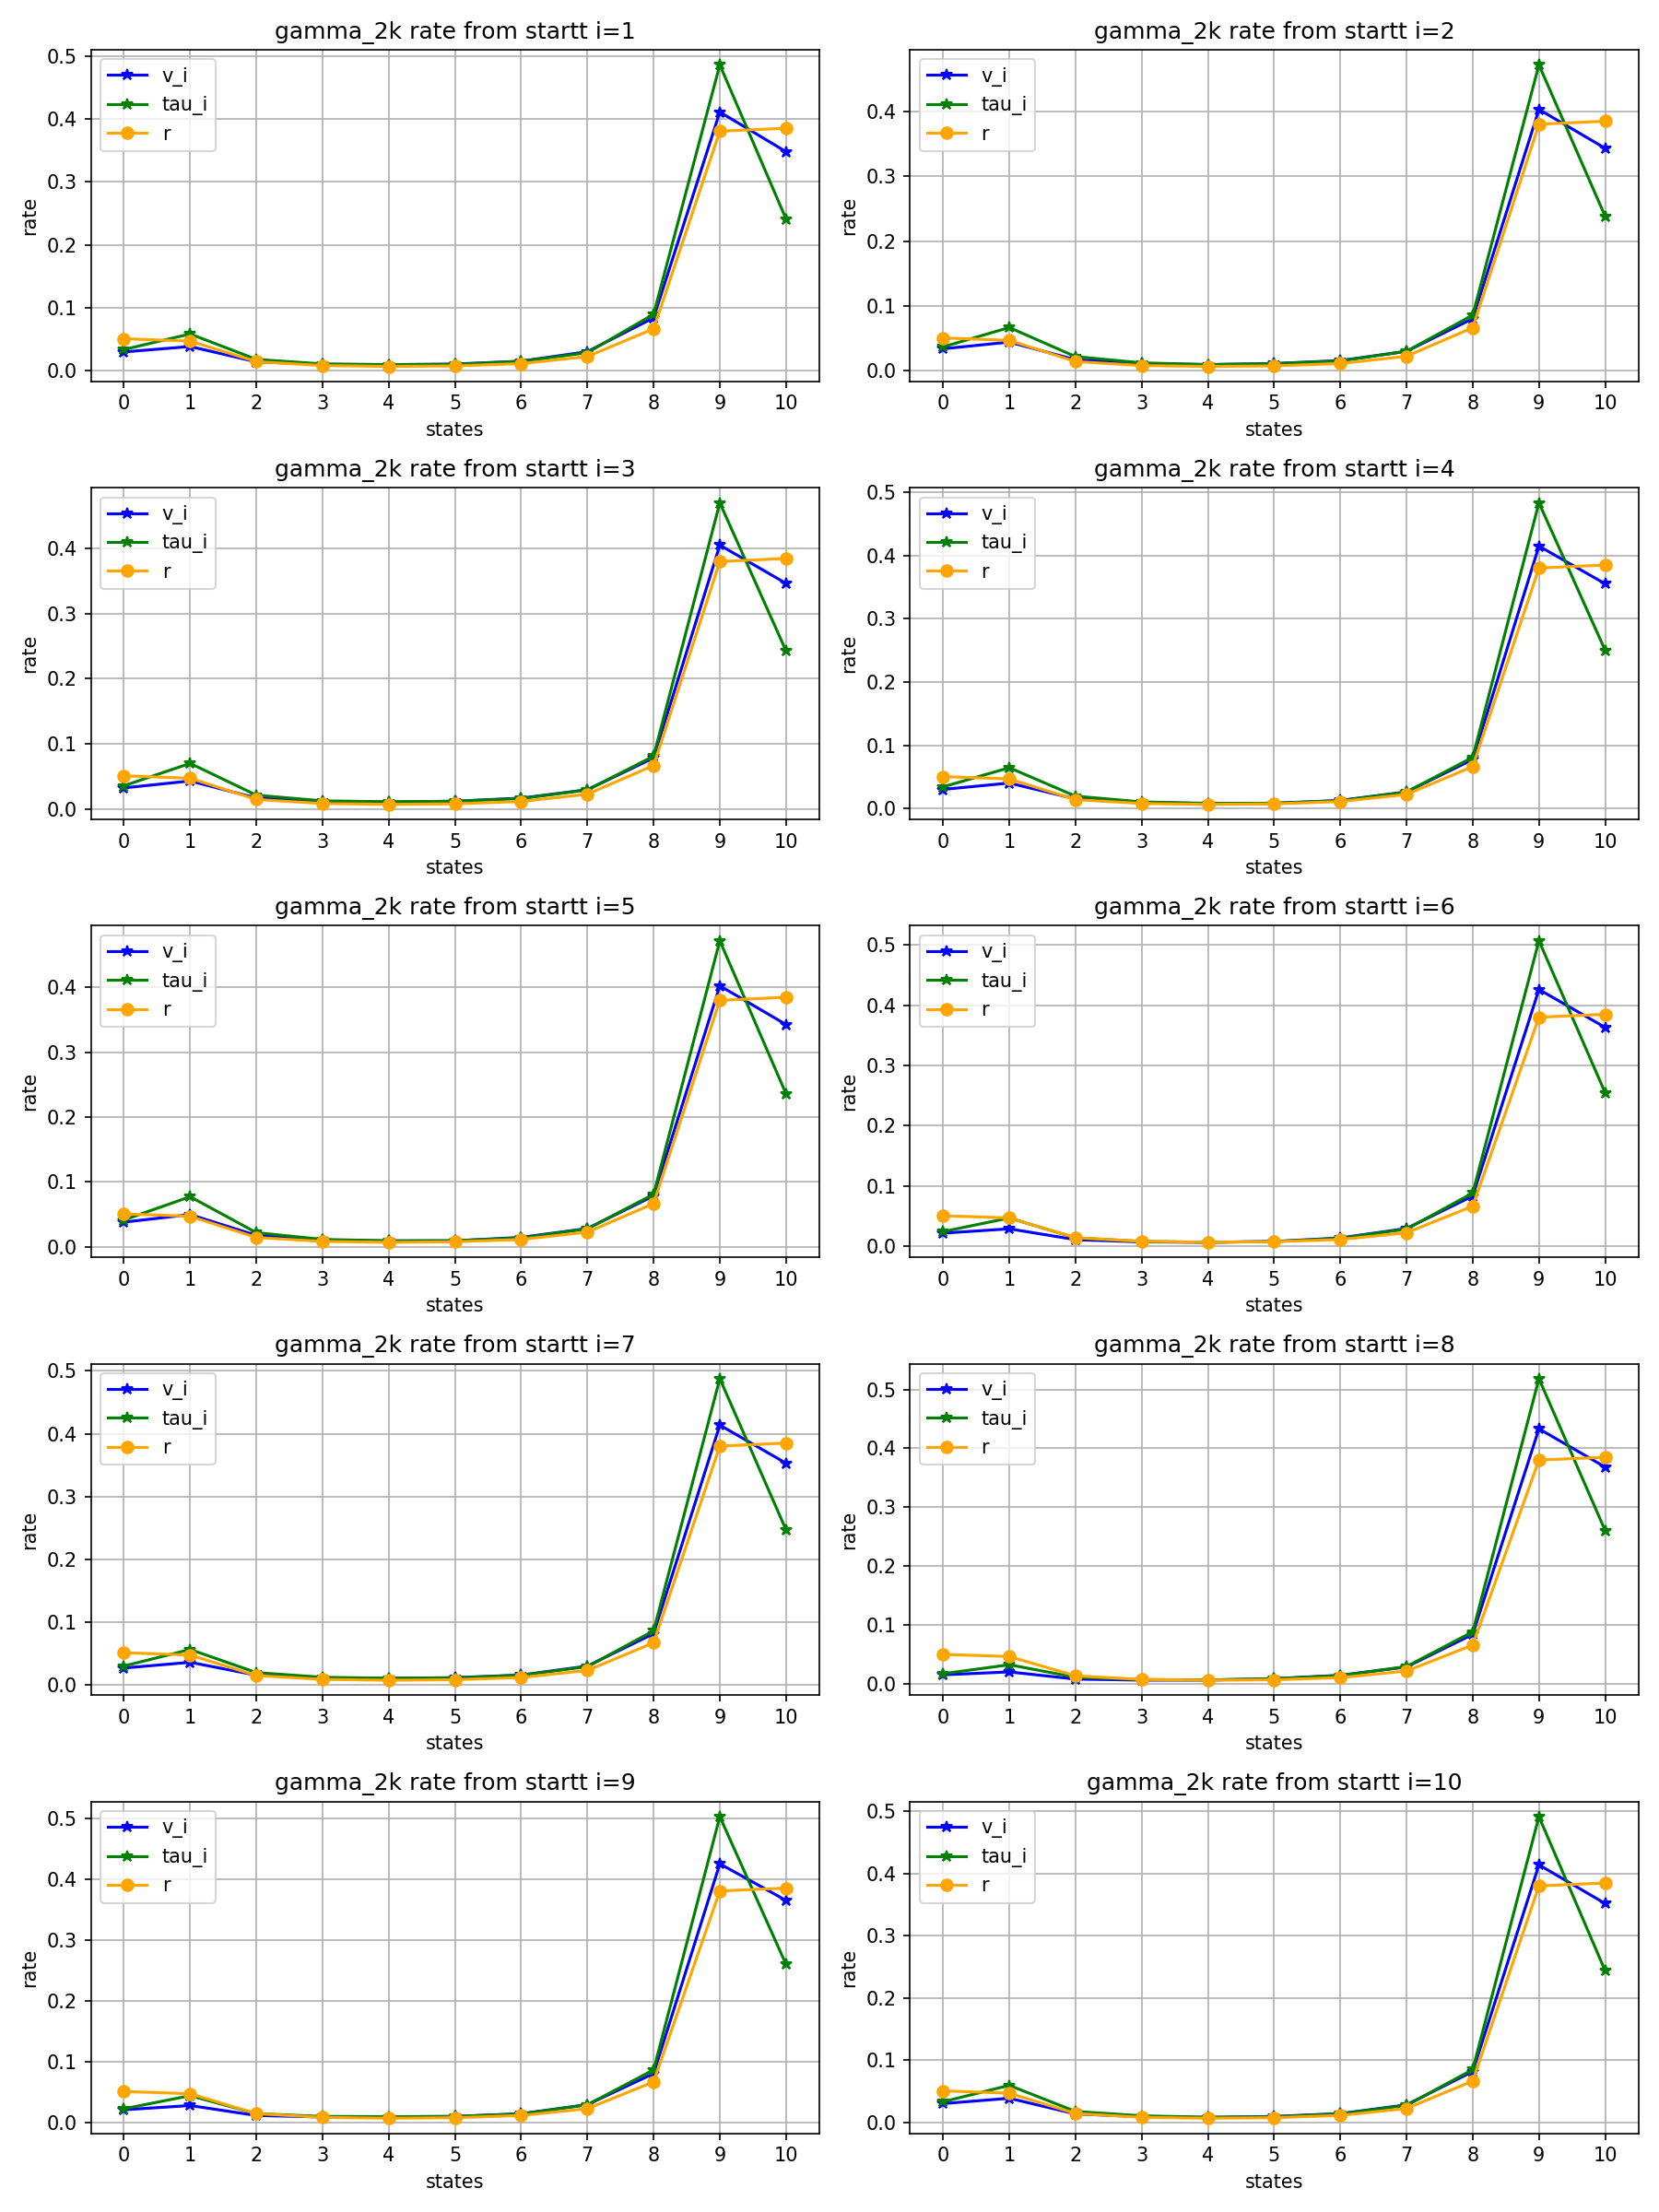 gamma_2k rate from startt i=1
v_i
tau_i
r
0.5
0.4
0.3
0.2
0.1
0.0
rate
0 1 2 3 4 5 6 7 8 9 10
states
gamma_2k rate from startt i=2
v_i
tau_i
r
0.4
0.3
0.2
0.1
0.0
rate
0 1 2 3 4 5 6 7 8 9 10
states
gamma_2k rate from startt i=3
v_i
tau_i
r
0.4
0.3
0.2
0.1
0.0
rate
0 1 2 3 4 5 6 7 8 9 10
states
gamma_2k rate from startt i=4
v_i
tau_i
r
0.5
0.4
0.3
0.2
0.1
0.0
rate
0 1 2 3 4 5 6 7 8 9 10
states
gamma_2k rate from startt i=5
v_i
tau_i
r
0.4
0.3
0.2
0.1
0.0
rate
0 1 2 3 4 5 6 7 8 9 10
states
gamma_2k rate from startt i=6
v_i
tau_i
r
0.5
0.4
0.3
0.2
0.1
0.0
rate
0 1 2 3 4 5 6 7 8 9 10
states
gamma_2k rate from startt i=7
v_i
tau_i
r
0.5
0.4
0.3
0.2
0.1
0.0
rate
0 1 2 3 4 5 6 7 8 9 10
states
gamma_2k rate from startt i=8
v_i
tau_i
r
0.5
0.4
0.3
0.2
0.1
0.0
rate
0 1 2 3 4 5 6 7 8 9 10
states
gamma_2k rate from startt i=9
v_i
tau_i
r
0.5
0.4
0.3
0.2
0.1
0.0
rate
0 1 2 3 4 5 6 7 8 9 10
states
gamma_2k rate from startt i=10
v_i
tau_i
r
0.5
0.4
0.3
0.2
0.1
0.0
rate
0 1 2 3 4 5 6 7 8 9 10
states